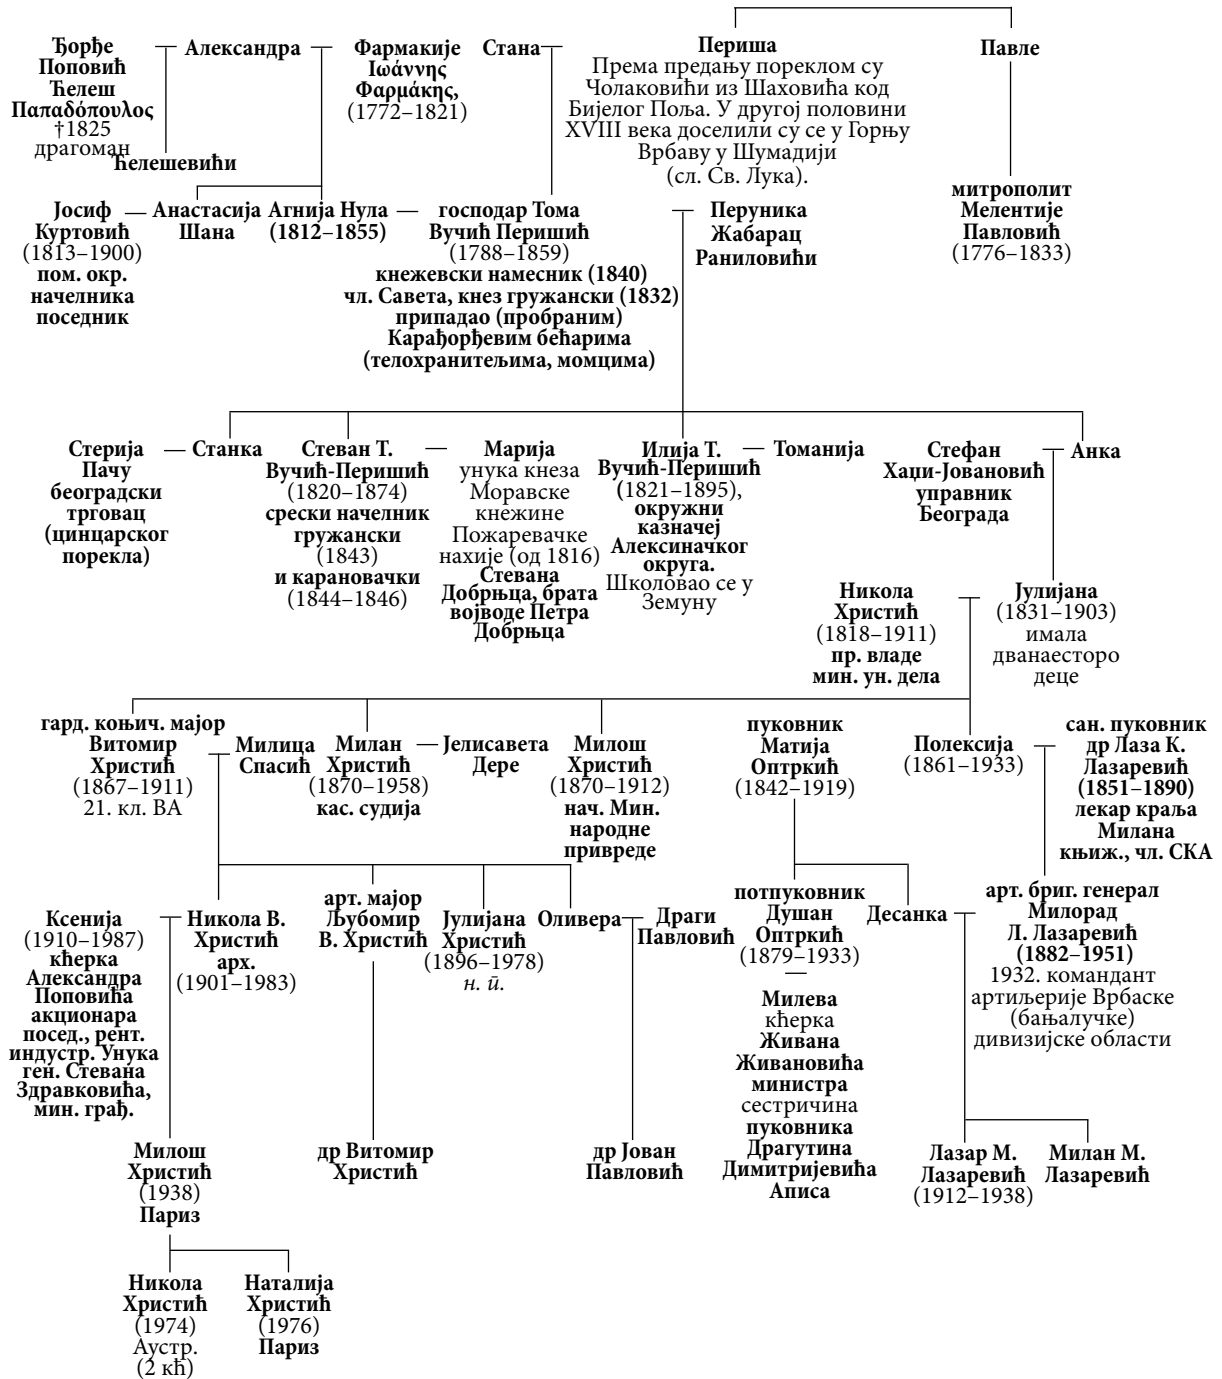 Ђорђе
Поповић
Ћелеш
Παπαδόπουλος
†1825
драгоман
Александра
Ћелешевићи
Фармакије
Ιωάννης
Φαρμάκης,
(1772–1821)
Стана
Периша
Према предању пореклом су
Чолаковићи из Шаховића код
Бијелог Поља. У другој половини
XVIII века доселили су се у Горњу
Врбаву у Шумадији
(сл. Св. Лука).
Павле
Јосиф
Куртовић
(1813–1900)
пом. окр.
начелника
поседник
Анастасија
Шана
Агнија Нула
(1812–1855)
господар Тома
Вучић Перишић
(1788–1859)
кнежевски намесник (1840)
чл. Савета, кнез гружански (1832)
припадао (пробраним)
Карађорђевим бећарима
(телохранитељима, момцима)
Перуника
Жабарац
Раниловићи
митрополит
Мелентије
Павловић
(1776–1833)
Стерија
Пачу
београдски
трговац
(цинцарског
порекла)
Станка
Стеван Т.
Вучић-Перишић
(1820–1874)
срески начелник
гружански
(1843)
и карановачки
(1844–1846)
Марија
унука кнеза
Моравске
кнежине
Пожаревачке
нахије (од 1816)
Стевана
Добрњца, брата
војводе Петра
Добрњца
Илија Т.
Вучић-Перишић
(1821–1895),
окружни
казначеј
Алексиначког
округа.
Школовао се у
Земуну
Томанија
Стефан
Хаџи-Јовановић
управник
Београда
Анка
Никола
Христић
(1818–1911)
пр. владе
мин. ун. дела
Јулијана
(1831–1903)
имала
дванаесторо
деце
гард. коњич. мајор
Витомир
Христић
(1867–1911)
21. кл. ВА
Милица
Спасић
Милан
Христић
(1870–1958)
кас. судија
Јелисавета
Дере
Милош
Христић
(1870–1912)
нач. Мин.
народне
привреде
пуковник
Матија
Оптркић
(1842–1919)
Полексија
(1861–1933)
сан. пуковник
др Лаза К.
Лазаревић
(1851–1890)
лекар краља
Милана
књиж., чл. СКА
Ксенија
(1910–1987)
кћерка
Александра
Поповића
акционара
посед., рент.
индустр. Унука
ген. Стевана
Здравковића,
мин. грађ.
Никола В.
Христић
арх.
(1901–1983)
арт. мајор
Љубомир
В. Христић
Јулијана
Христић
(1896–1978)
н. п̄.
Оливера
Драги
Павловић
потпуковник
Душан
Оптркић
(1879–1933)
—
Милева
кћерка
Живана
Живановића
министра
сестричина
пуковника
Драгутина
Димитријевића
Аписа
Десанка
арт. бриг. генерал
Милорад
Л. Лазаревић
(1882–1951)
1932. командант
артиљерије Врбаске
(бањалучке)
дивизијске области
Милош
Христић
(1938)
Париз
др Витомир
Христић
др Јован
Павловић
Лазар М.
Лазаревић
(1912–1938)
Милан М.
Лазаревић
Никола
Христић
(1974)
Аустр.
(2 кћ)
Наталија
Христић
(1976)
Париз